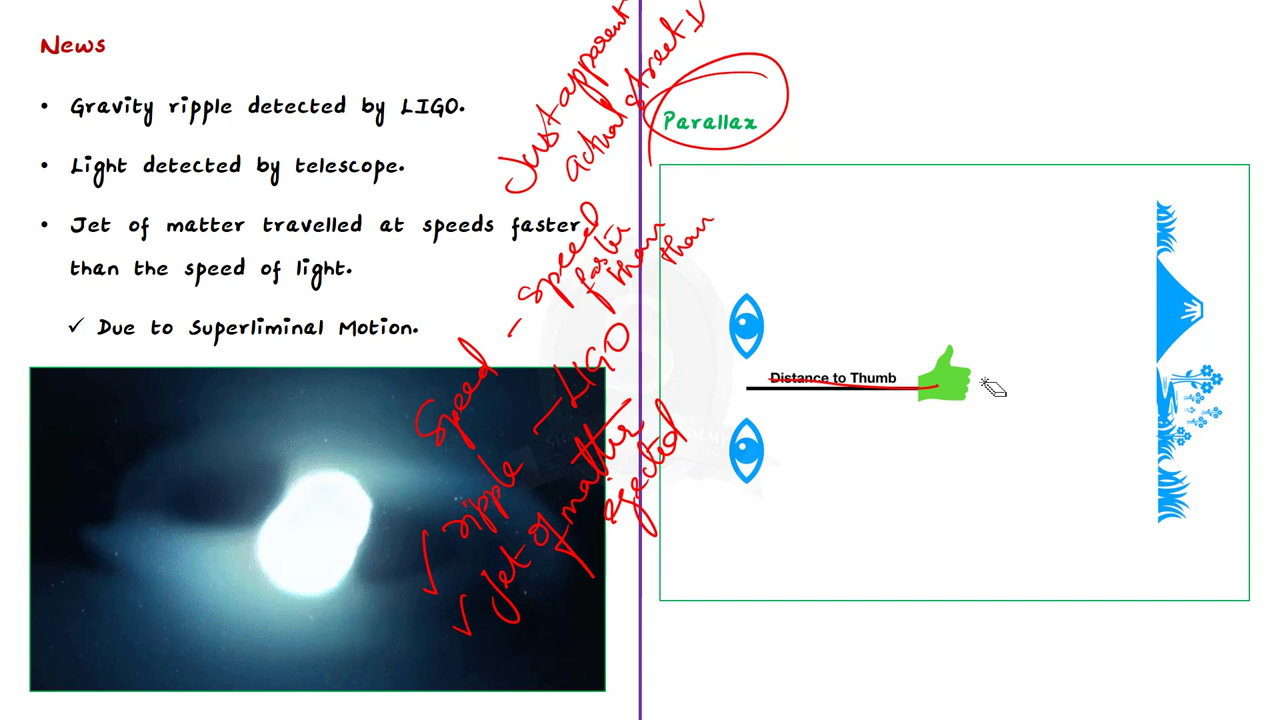 News
• Gravity ripple detected by LIGO.
• Light detected by telescope.
• Jet of matter travelled at speeds faster
than the speed of light.
✓ Due to Superliminal Motion.
Just apparent
actual
Speed
- speed
faster
than
than
✓ ripple - LIGO
✓ Jet of matter
ejected
Parallax
Distance to Thumb